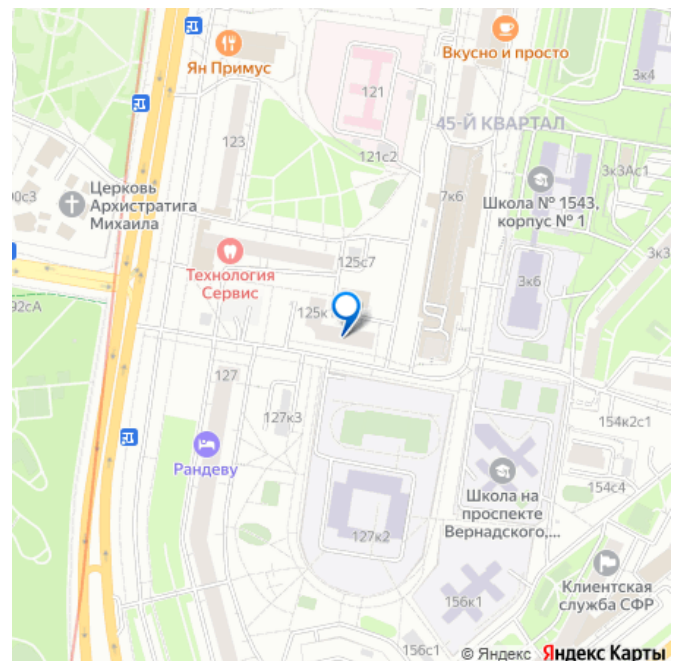 Вкусно и просто
3к4
Ян Примус
121
45-Й КВАРТАЛ
123
121с2
3к3Ас1
Церковь
Архистратига
Михаила
7к6
Школа № 1543,
корпус № 1
Технология
Сервис
125с7
3к6
3к3
92сА
125к
127
127к3
154к2с1
Рандеву
Школа на
проспекте
Вернадского,...
154с4
127к2
Клиентская
служба СФР
156к1
156с1
© Яндекс Яндекс Карты